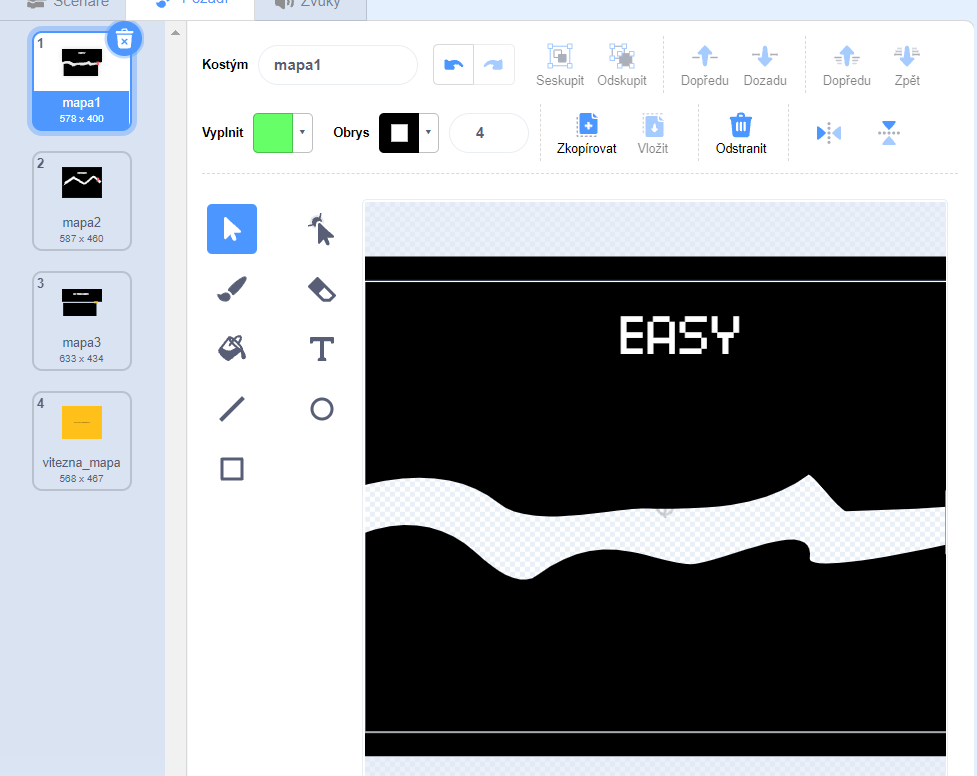 Scénáře
Pozadí
Zvuky
1
mapa1
578 x 400
2
mapa2
587 x 460
3
mapa3
633 x 434
4
vitezna_mapa
568 x 467
Kostým
mapa1
Seskupit
Odskupit
Dopředu
Dozadu
Dopředu
Zpět
Vyplnit
Obrys
4
Zkopírovat
Vložit
Odstranit
EASY